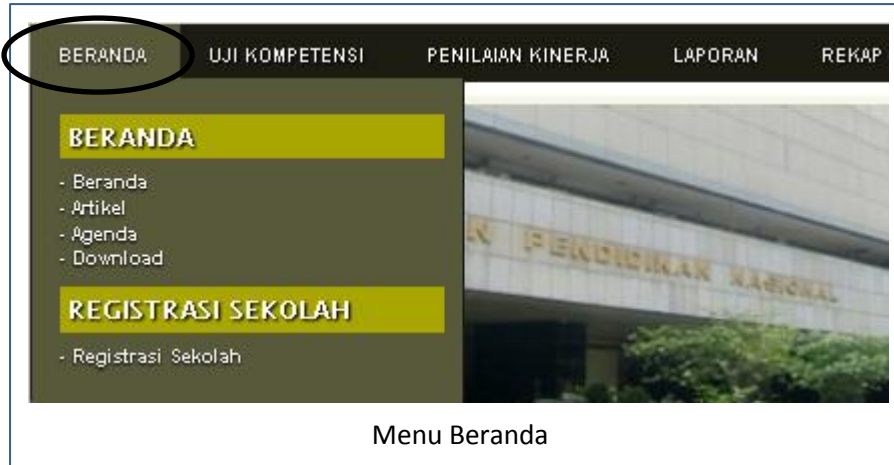 BERANDA UJI KOMPETENSI PENILAIAN KINERJA LAPORAN REKAP
BERANDA
- Beranda
- Artikel
- Agenda
- Download
REGISTRASI SEKOLAH
- Registrasi Sekolah
N PENDIDIKAN NASIONAL
Menu Beranda